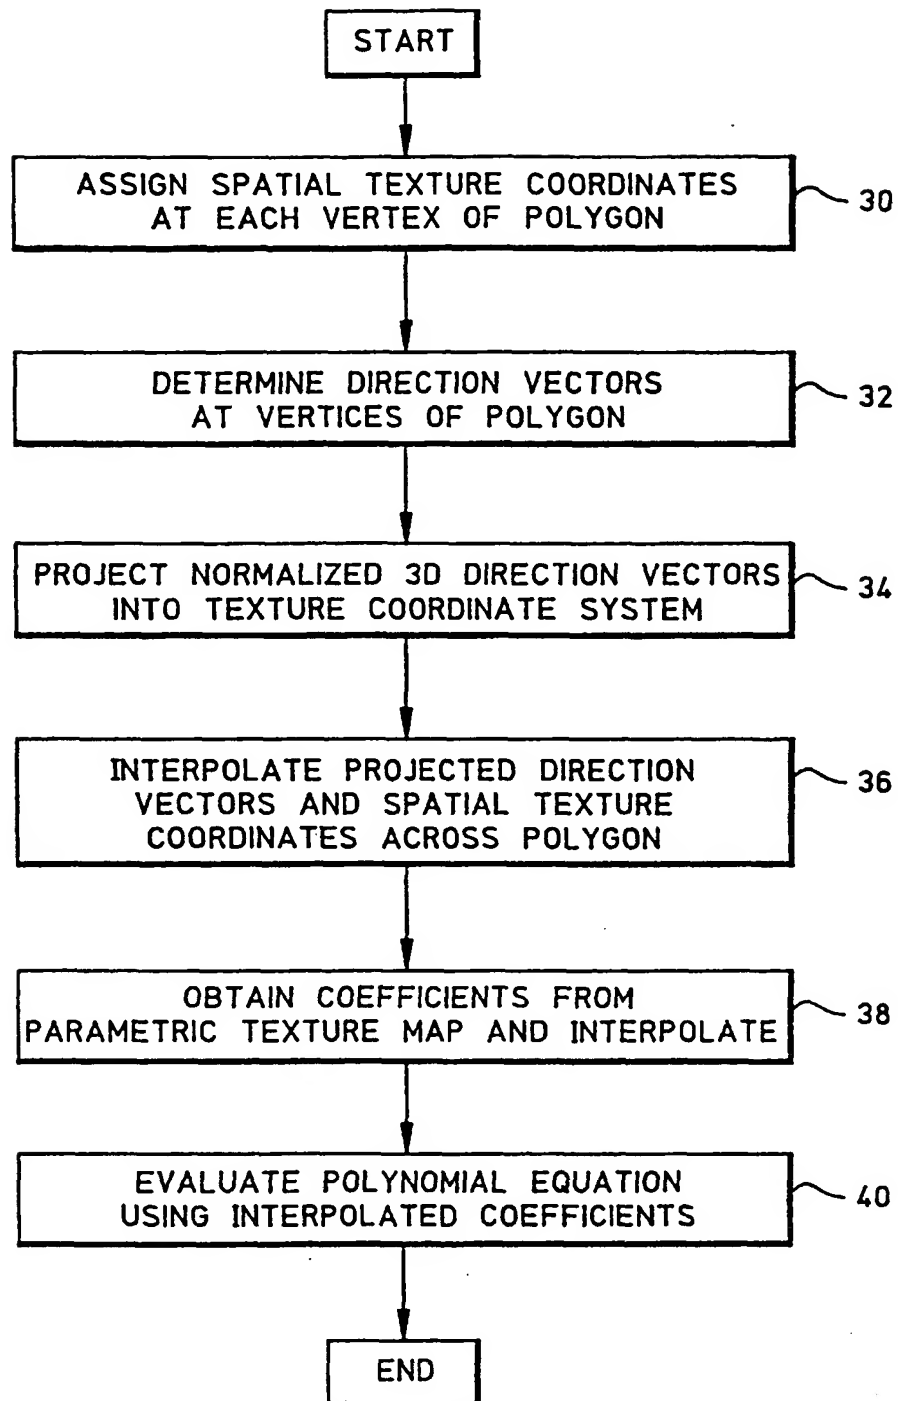 START
ASSIGN SPATIAL TEXTURE COORDINATES
AT EACH VERTEX OF POLYGON
30
DETERMINE DIRECTION VECTORS
AT VERTICES OF POLYGON
32
PROJECT NORMALIZED 3D DIRECTION VECTORS
INTO TEXTURE COORDINATE SYSTEM
34
INTERPOLATE PROJECTED DIRECTION
VECTORS AND SPATIAL TEXTURE
COORDINATES ACROSS POLYGON
36
OBTAIN COEFFICIENTS FROM
PARAMETRIC TEXTURE MAP AND INTERPOLATE
38
EVALUATE POLYNOMIAL EQUATION
USING INTERPOLATED COEFFICIENTS
40
END